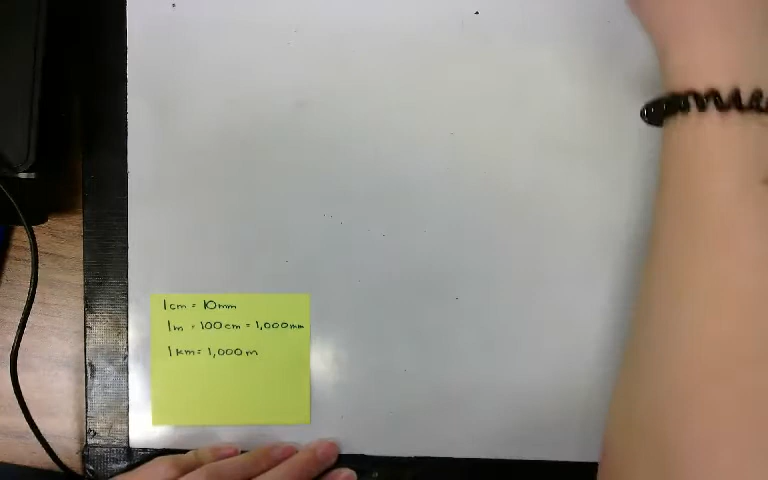 1cm = 10mm
1m = 100cm = 1,000mm
1km = 1,000m